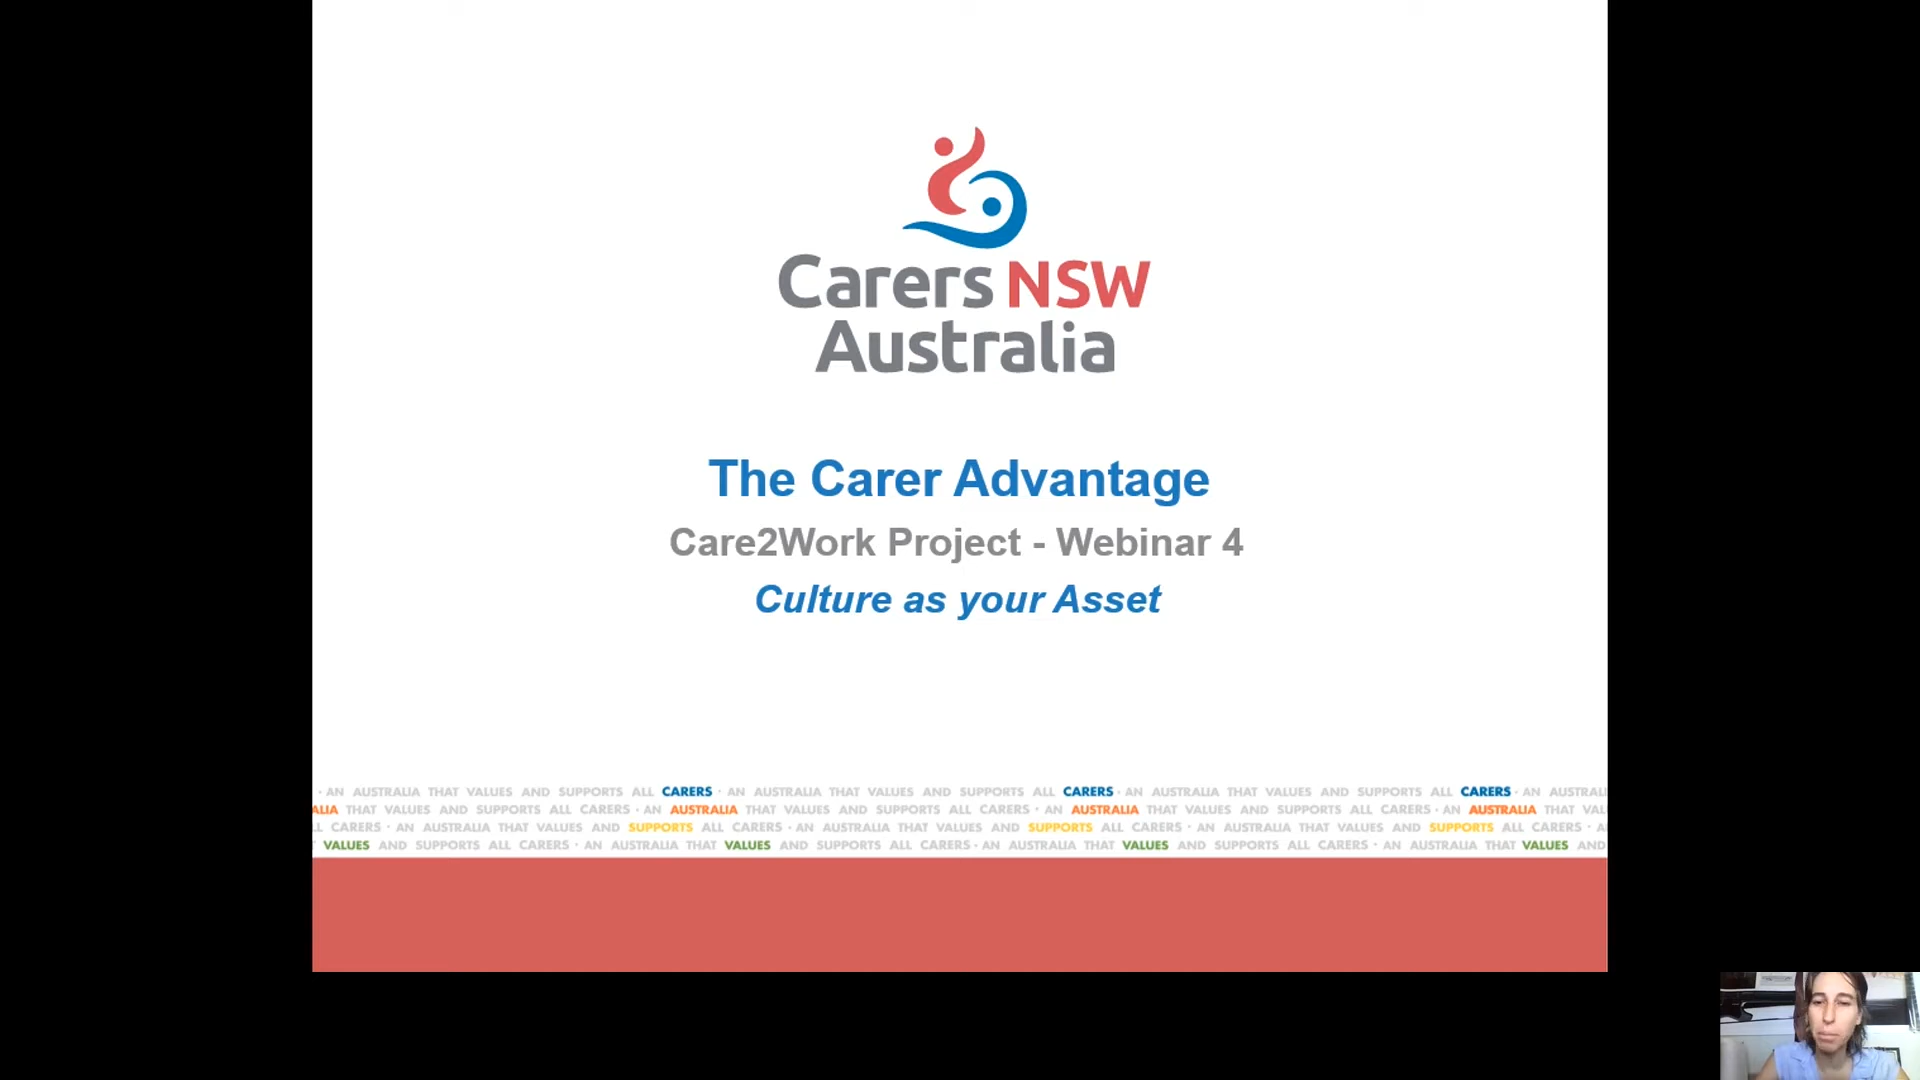 Carers NSW
Australia
The Carer Advantage
Care2Work Project - Webinar 4
Culture as your Asset
· AN AUSTRALIA THAT VALUES AND SUPPORTS ALL CARERS · AN AUSTRALIA THAT VALUES AND SUPPORTS ALL CARERS · AN AUSTRALIA THAT VALUES AND SUPPORTS ALL CARERS · AN AUSTRALI
ALIA THAT VALUES AND SUPPORTS ALL CARERS · AN AUSTRALIA THAT VALUES AND SUPPORTS ALL CARERS · AN AUSTRALIA THAT VALUES AND SUPPORTS ALL CARERS · AN AUSTRALIA THAT VAL
LL CARERS · AN AUSTRALIA THAT VALUES AND SUPPORTS ALL CARERS · AN AUSTRALIA THAT VALUES AND SUPPORTS ALL CARERS · AN AUSTRALIA THAT VALUES AND SUPPORTS ALL CARERS · A
T VALUES AND SUPPORTS ALL CARERS · AN AUSTRALIA THAT VALUES AND SUPPORTS ALL CARERS · AN AUSTRALIA THAT VALUES AND SUPPORTS ALL CARERS · AN AUSTRALIA THAT VALUES AND